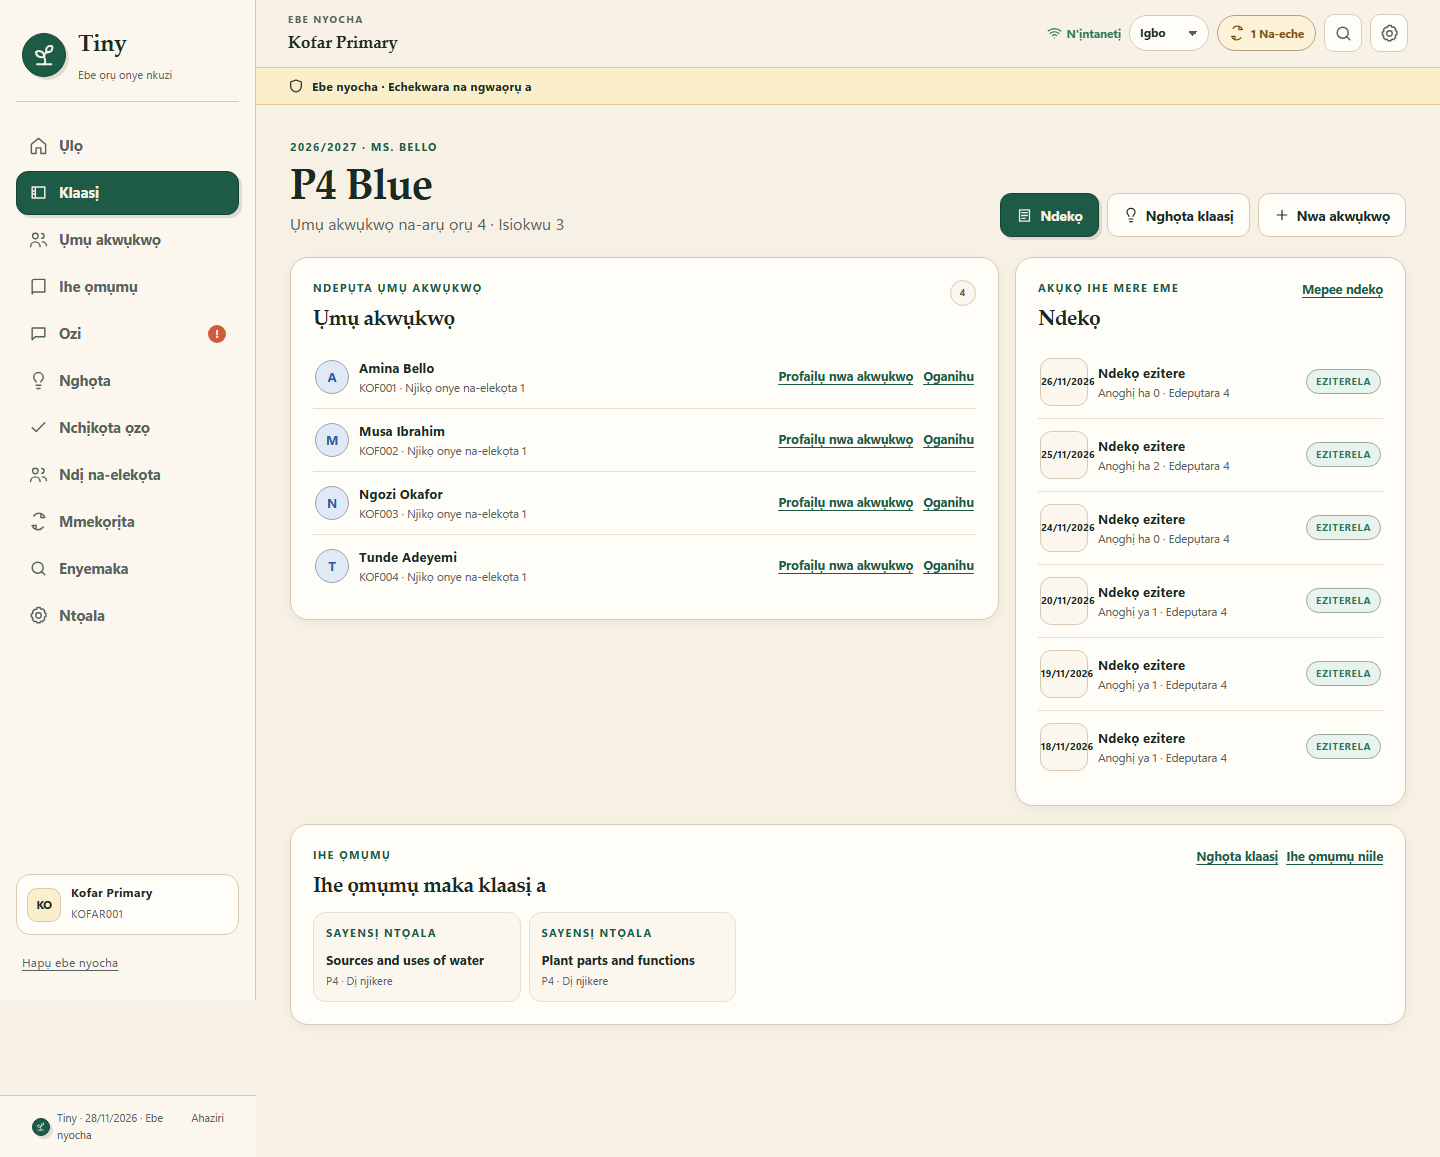 Tiny
Ebe ọrụ onye nkuzi
Ụlọ
Klaasị
Ụmụ akwụkwọ
Ihe ọmụmụ
Ozi
!
Nghọta
Nchịkọta ọzọ
Ndị na-elekọta
Mmekọrịta
Enyemaka
Ntọala
KO
Kofar Primary
KOFAR001
Hapụ ebe nyocha
Tiny · 28/11/2026 · Ebe nyocha
Ahaziri
EBE NYOCHA
Kofar Primary
N'ịntanetị
Igbo
1 Na-eche
Ebe nyocha · Echekwara na ngwaọrụ a
2026/2027 · MS. BELLO
P4 Blue
Ụmụ akwụkwọ na-arụ ọrụ 4 · Isiokwu 3
Ndekọ
Nghọta klaasị
Nwa akwụkwọ
NDEPỤTA ỤMỤ AKWỤKWỌ
4
Ụmụ akwụkwọ
A
Amina Bello
KOF001 · Njikọ onye na-elekọta 1
Profaịlụ nwa akwụkwọ
Ọganihu
M
Musa Ibrahim
KOF002 · Njikọ onye na-elekọta 1
Profaịlụ nwa akwụkwọ
Ọganihu
N
Ngozi Okafor
KOF003 · Njikọ onye na-elekọta 1
Profaịlụ nwa akwụkwọ
Ọganihu
T
Tunde Adeyemi
KOF004 · Njikọ onye na-elekọta 1
Profaịlụ nwa akwụkwọ
Ọganihu
AKỤKỌ IHE MERE EME
Mepee ndekọ
Ndekọ
26/11/2026
Ndekọ ezitere
Anọghị ha 0 · Edepụtara 4
EZITERELA
25/11/2026
Ndekọ ezitere
Anọghị ha 2 · Edepụtara 4
EZITERELA
24/11/2026
Ndekọ ezitere
Anọghị ha 0 · Edepụtara 4
EZITERELA
20/11/2026
Ndekọ ezitere
Anọghị ya 1 · Edepụtara 4
EZITERELA
19/11/2026
Ndekọ ezitere
Anọghị ya 1 · Edepụtara 4
EZITERELA
18/11/2026
Ndekọ ezitere
Anọghị ya 1 · Edepụtara 4
EZITERELA
IHE ỌMỤMỤ
Nghọta klaasị
Ihe ọmụmụ niile
Ihe ọmụmụ maka klaasị a
SAYENSỊ NTỌALA
Sources and uses of water
P4 · Dị njikere
SAYENSỊ NTỌALA
Plant parts and functions
P4 · Dị njikere